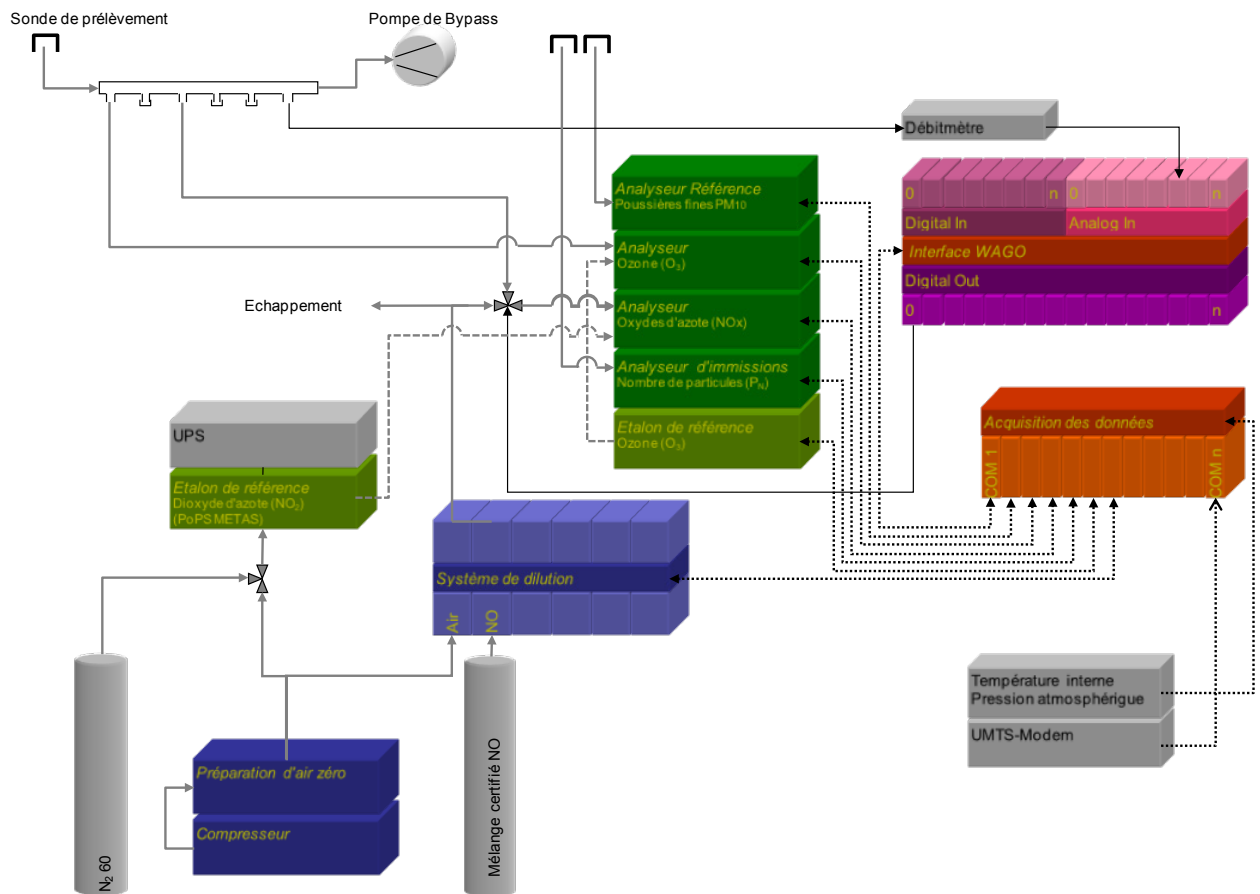 Sonde de prélèvement
Pompe de Bypass
Débitmètre
0 n 0 n
Digital In
Analog In
Interface WAGO
Digital Out
0 n
Analyseur Référence
Poussières fines PM10
Analyseur
Ozone (O3)
Analyseur
Oxydes d'azote (NOx)
Analyseur d'immissions
Nombre de particules (PN)
Etalon de référence
Ozone (O3)
Echappement
UPS
Etalon de référence
Dioxyde d'azote (NO2)
(PoPS METAS)
Acquisition des données
COM 1
COM n
Système de dilution
Air
NO
Température interne
Pression atmosphérigue
UMTS-Modem
Préparation d'air zéro
Compresseur
N2 60
Mélange certifié NO